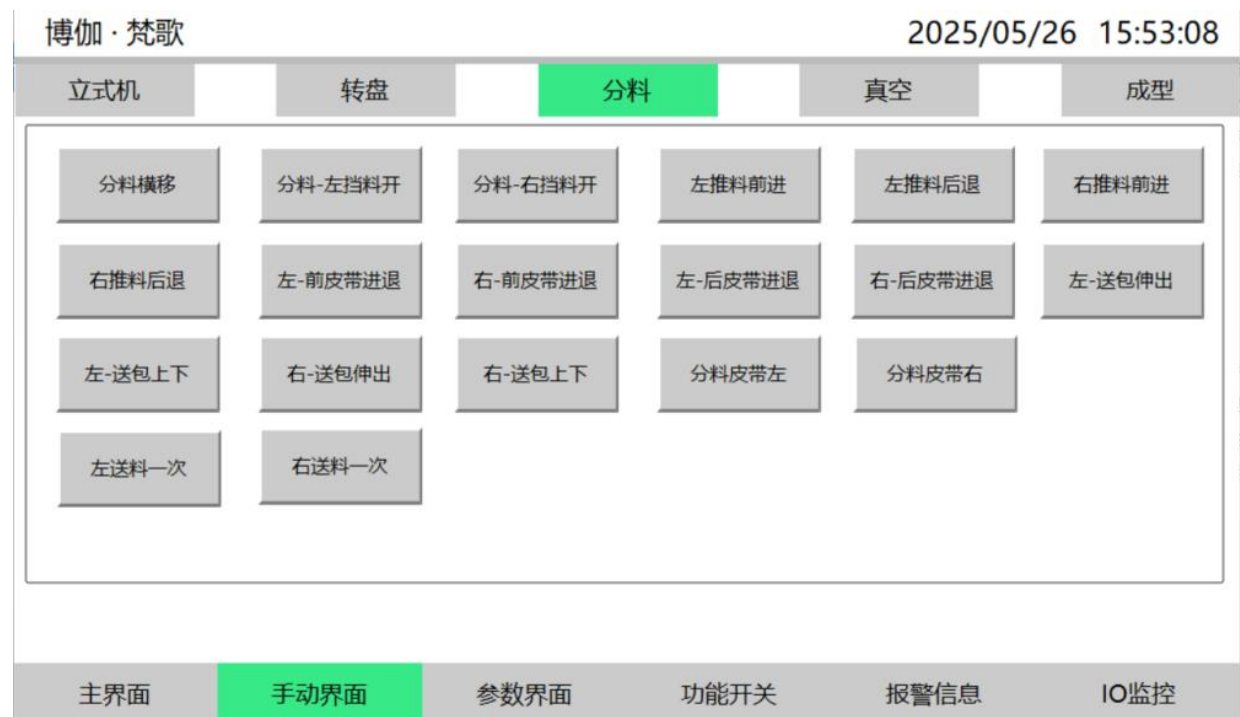 博伽 · 梵歌 2025/05/26 15:53:08
立式机 转盘 分料 真空 成型
分料横移 分料-左挡料开 分料-右挡料开 左推料前进 左推料后退 右推料前进
右推料后退 左-前皮带进退 右-前皮带进退 左-后皮带进退 右-后皮带进退 左-送包伸出
左-送包上下 右-送包伸出 右-送包上下 分料皮带左 分料皮带右
左送料一次 右送料一次
主界面 手动界面 参数界面 功能开关 报警信息 IO监控